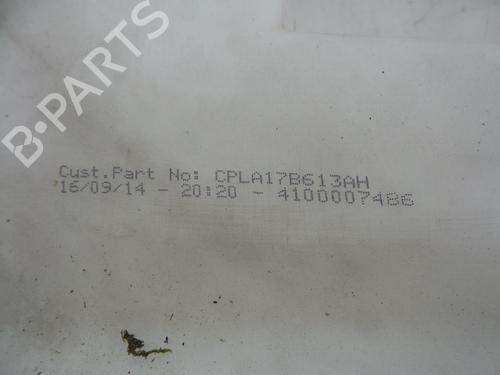 B-PARTS
Cust.Part No: CPLA17B613AH
16/09/14 - 20:20 - 4100007486